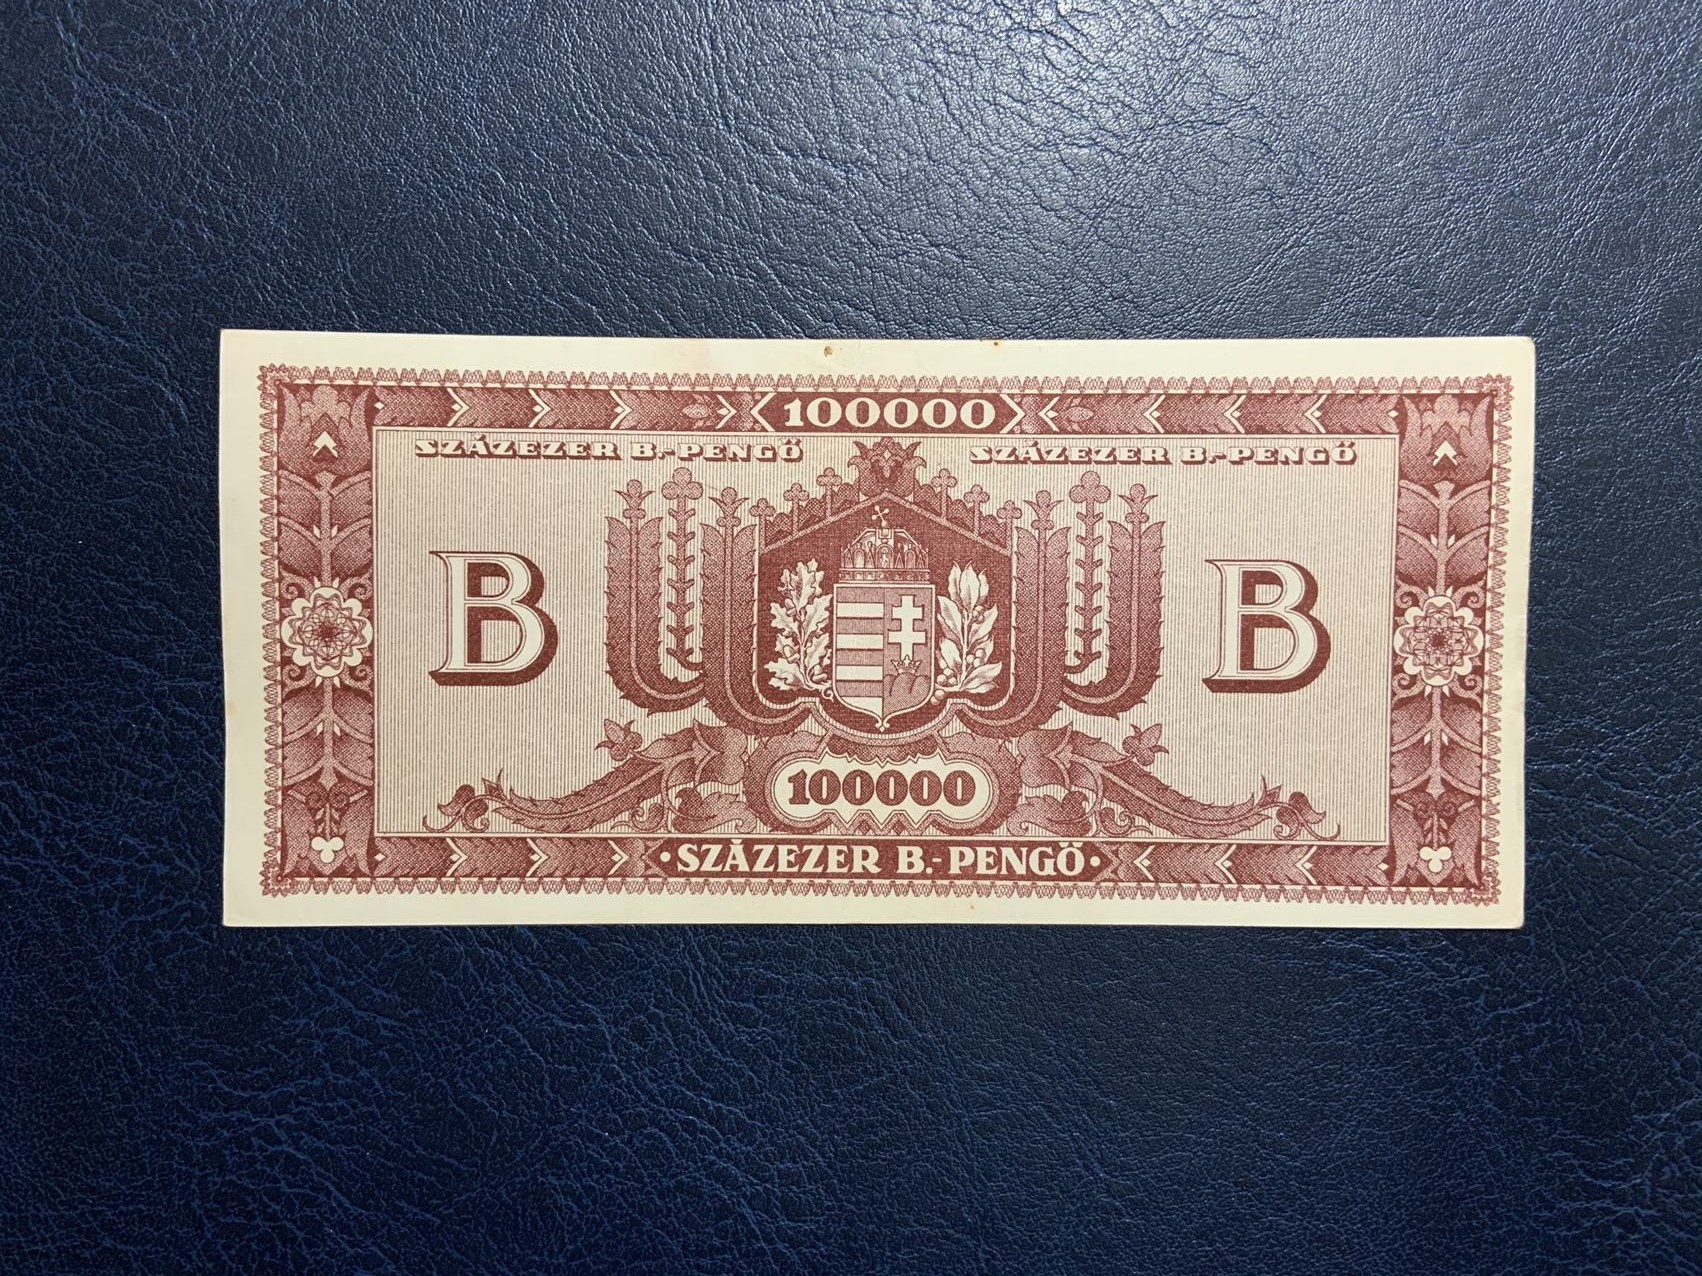 100000
SZÁZEZER B.-PENGŐ SZÁZEZER B.-PENGŐ
B B
100000
SZÁZEZER B.-PENGŐ